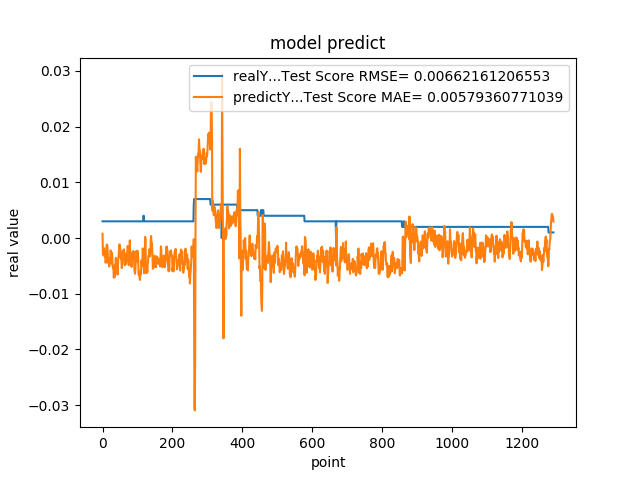 model predict
realY...Test Score RMSE= 0.00662161206553
predictY...Test Score MAE= 0.00579360771039
0.03
0.02
0.01
0.00
−0.01
−0.02
−0.03
real value
0 200 400 600 800 1000 1200
point